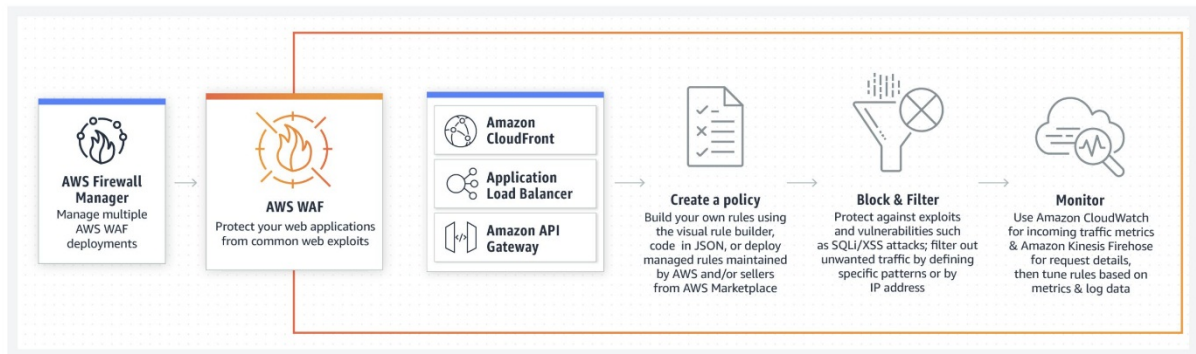 AWS Firewall
Manager
Manage multiple
AWS WAF
deployments
AWS WAF
Protect your web applications
from common web exploits
Amazon
CloudFront
Application
Load Balancer
Amazon API
Gateway
Create a policy
Build your own rules using
the visual rule builder,
code in JSON, or deploy
managed rules maintained
by AWS and/or sellers
from AWS Marketplace
Block & Filter
Protect against exploits
and vulnerabilities such
as SQLi/XSS attacks; filter out
unwanted traffic by defining
specific patterns or by
IP address
Monitor
Use Amazon CloudWatch
for incoming traffic metrics
& Amazon Kinesis Firehose
for request details,
then tune rules based on
metrics & log data